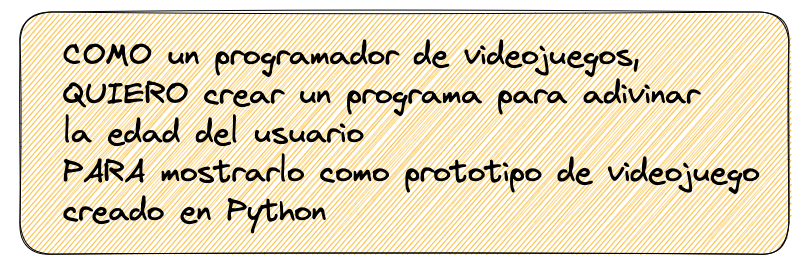 COMO un programador de videojuegos,
QUIERO crear un programa para adivinar
la edad del usuario
PARA mostrarlo como prototipo de videojuego
creado en Python